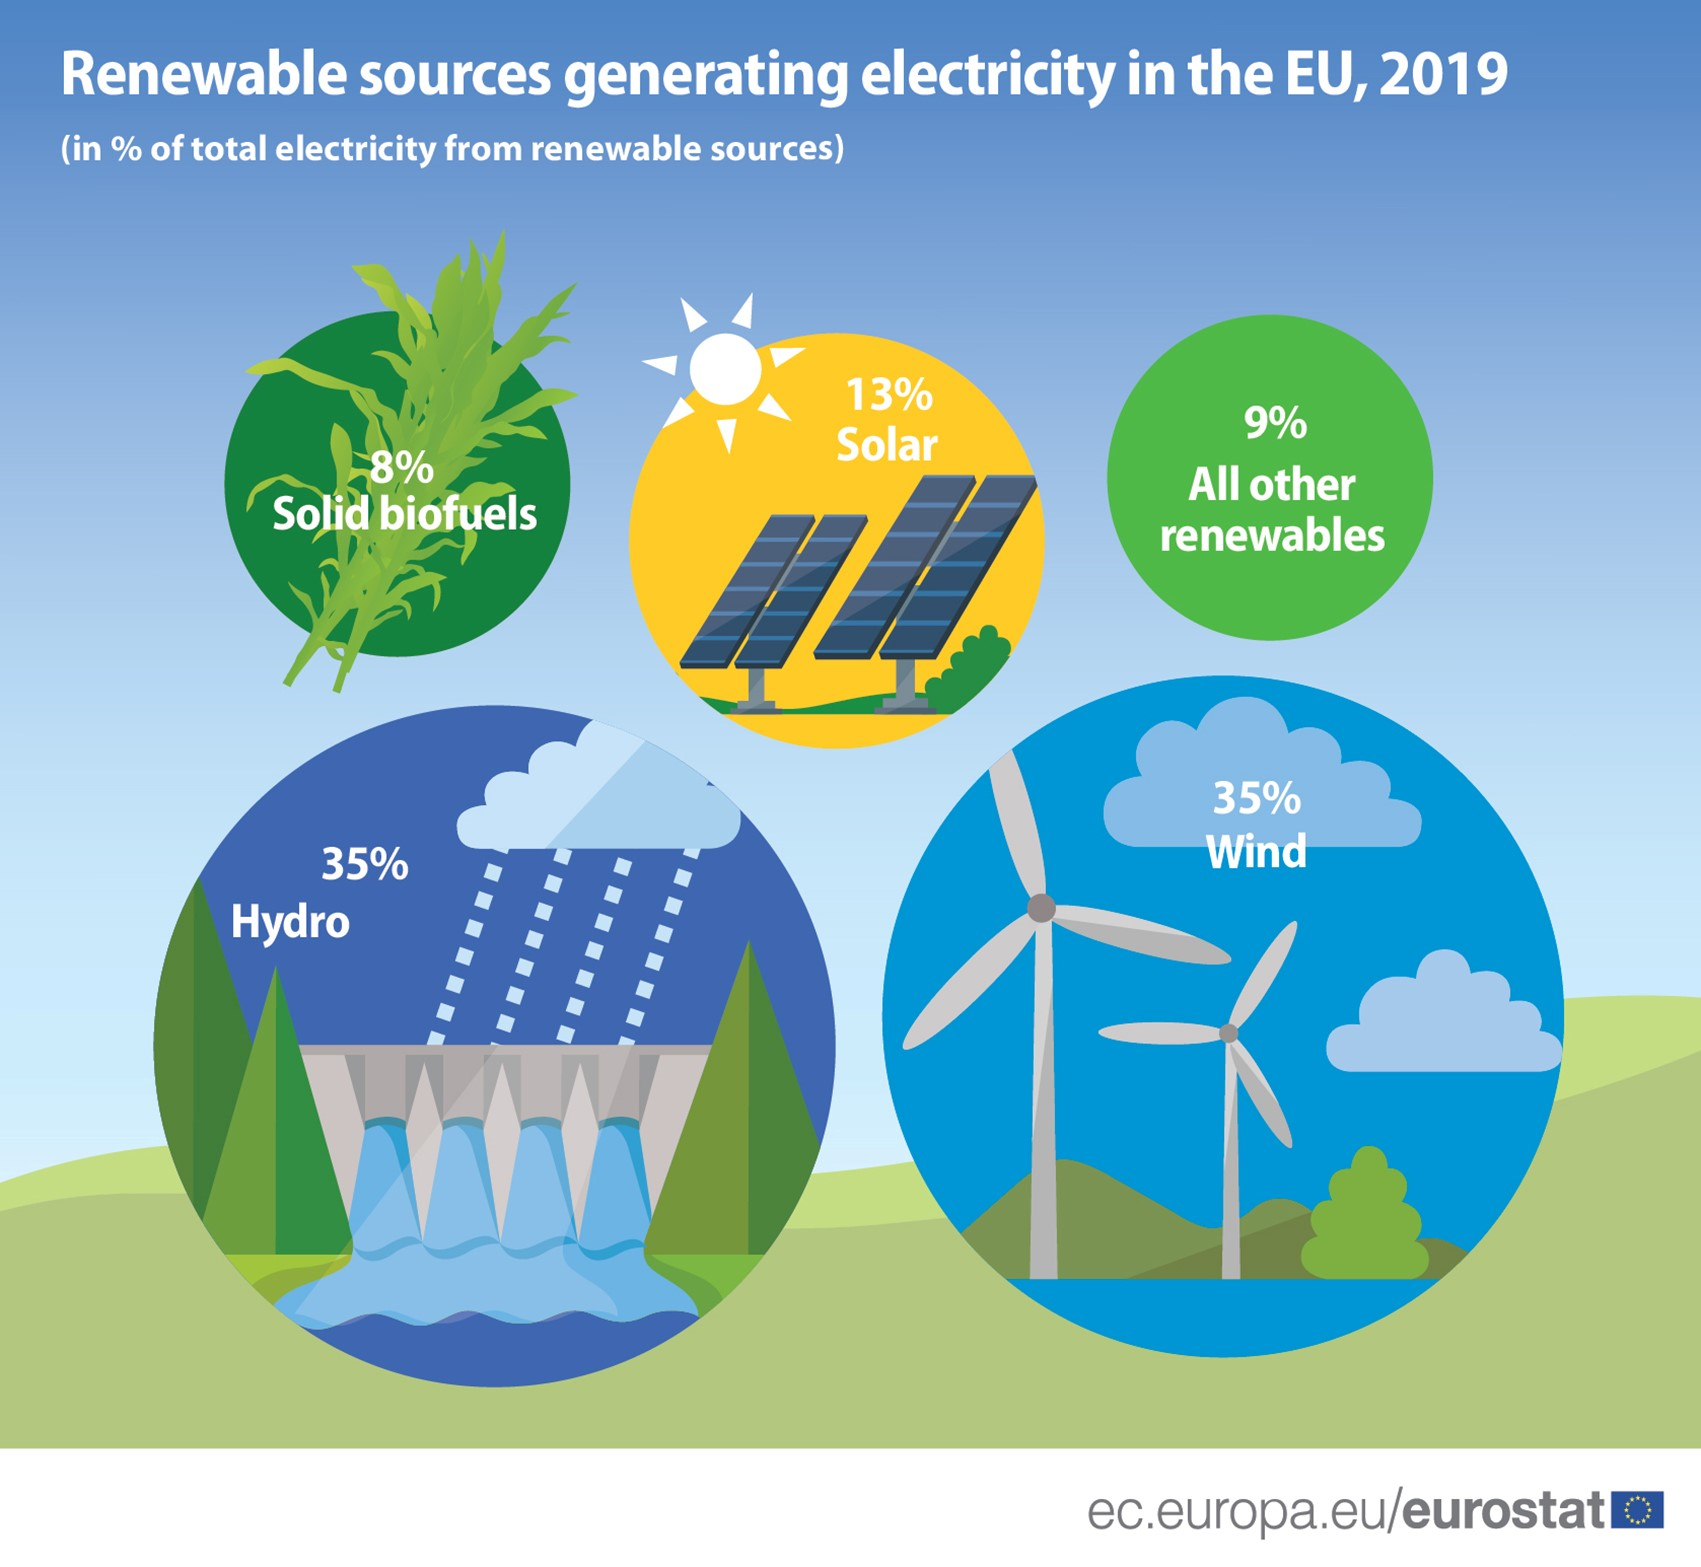 Renewable sources generating electricity in the EU, 2019
(in % of total electricity from renewable sources)
8%
Solid biofuels
13%
Solar
9%
All other
renewables
35%
Hydro
35%
Wind
ec.europa.eu/eurostat